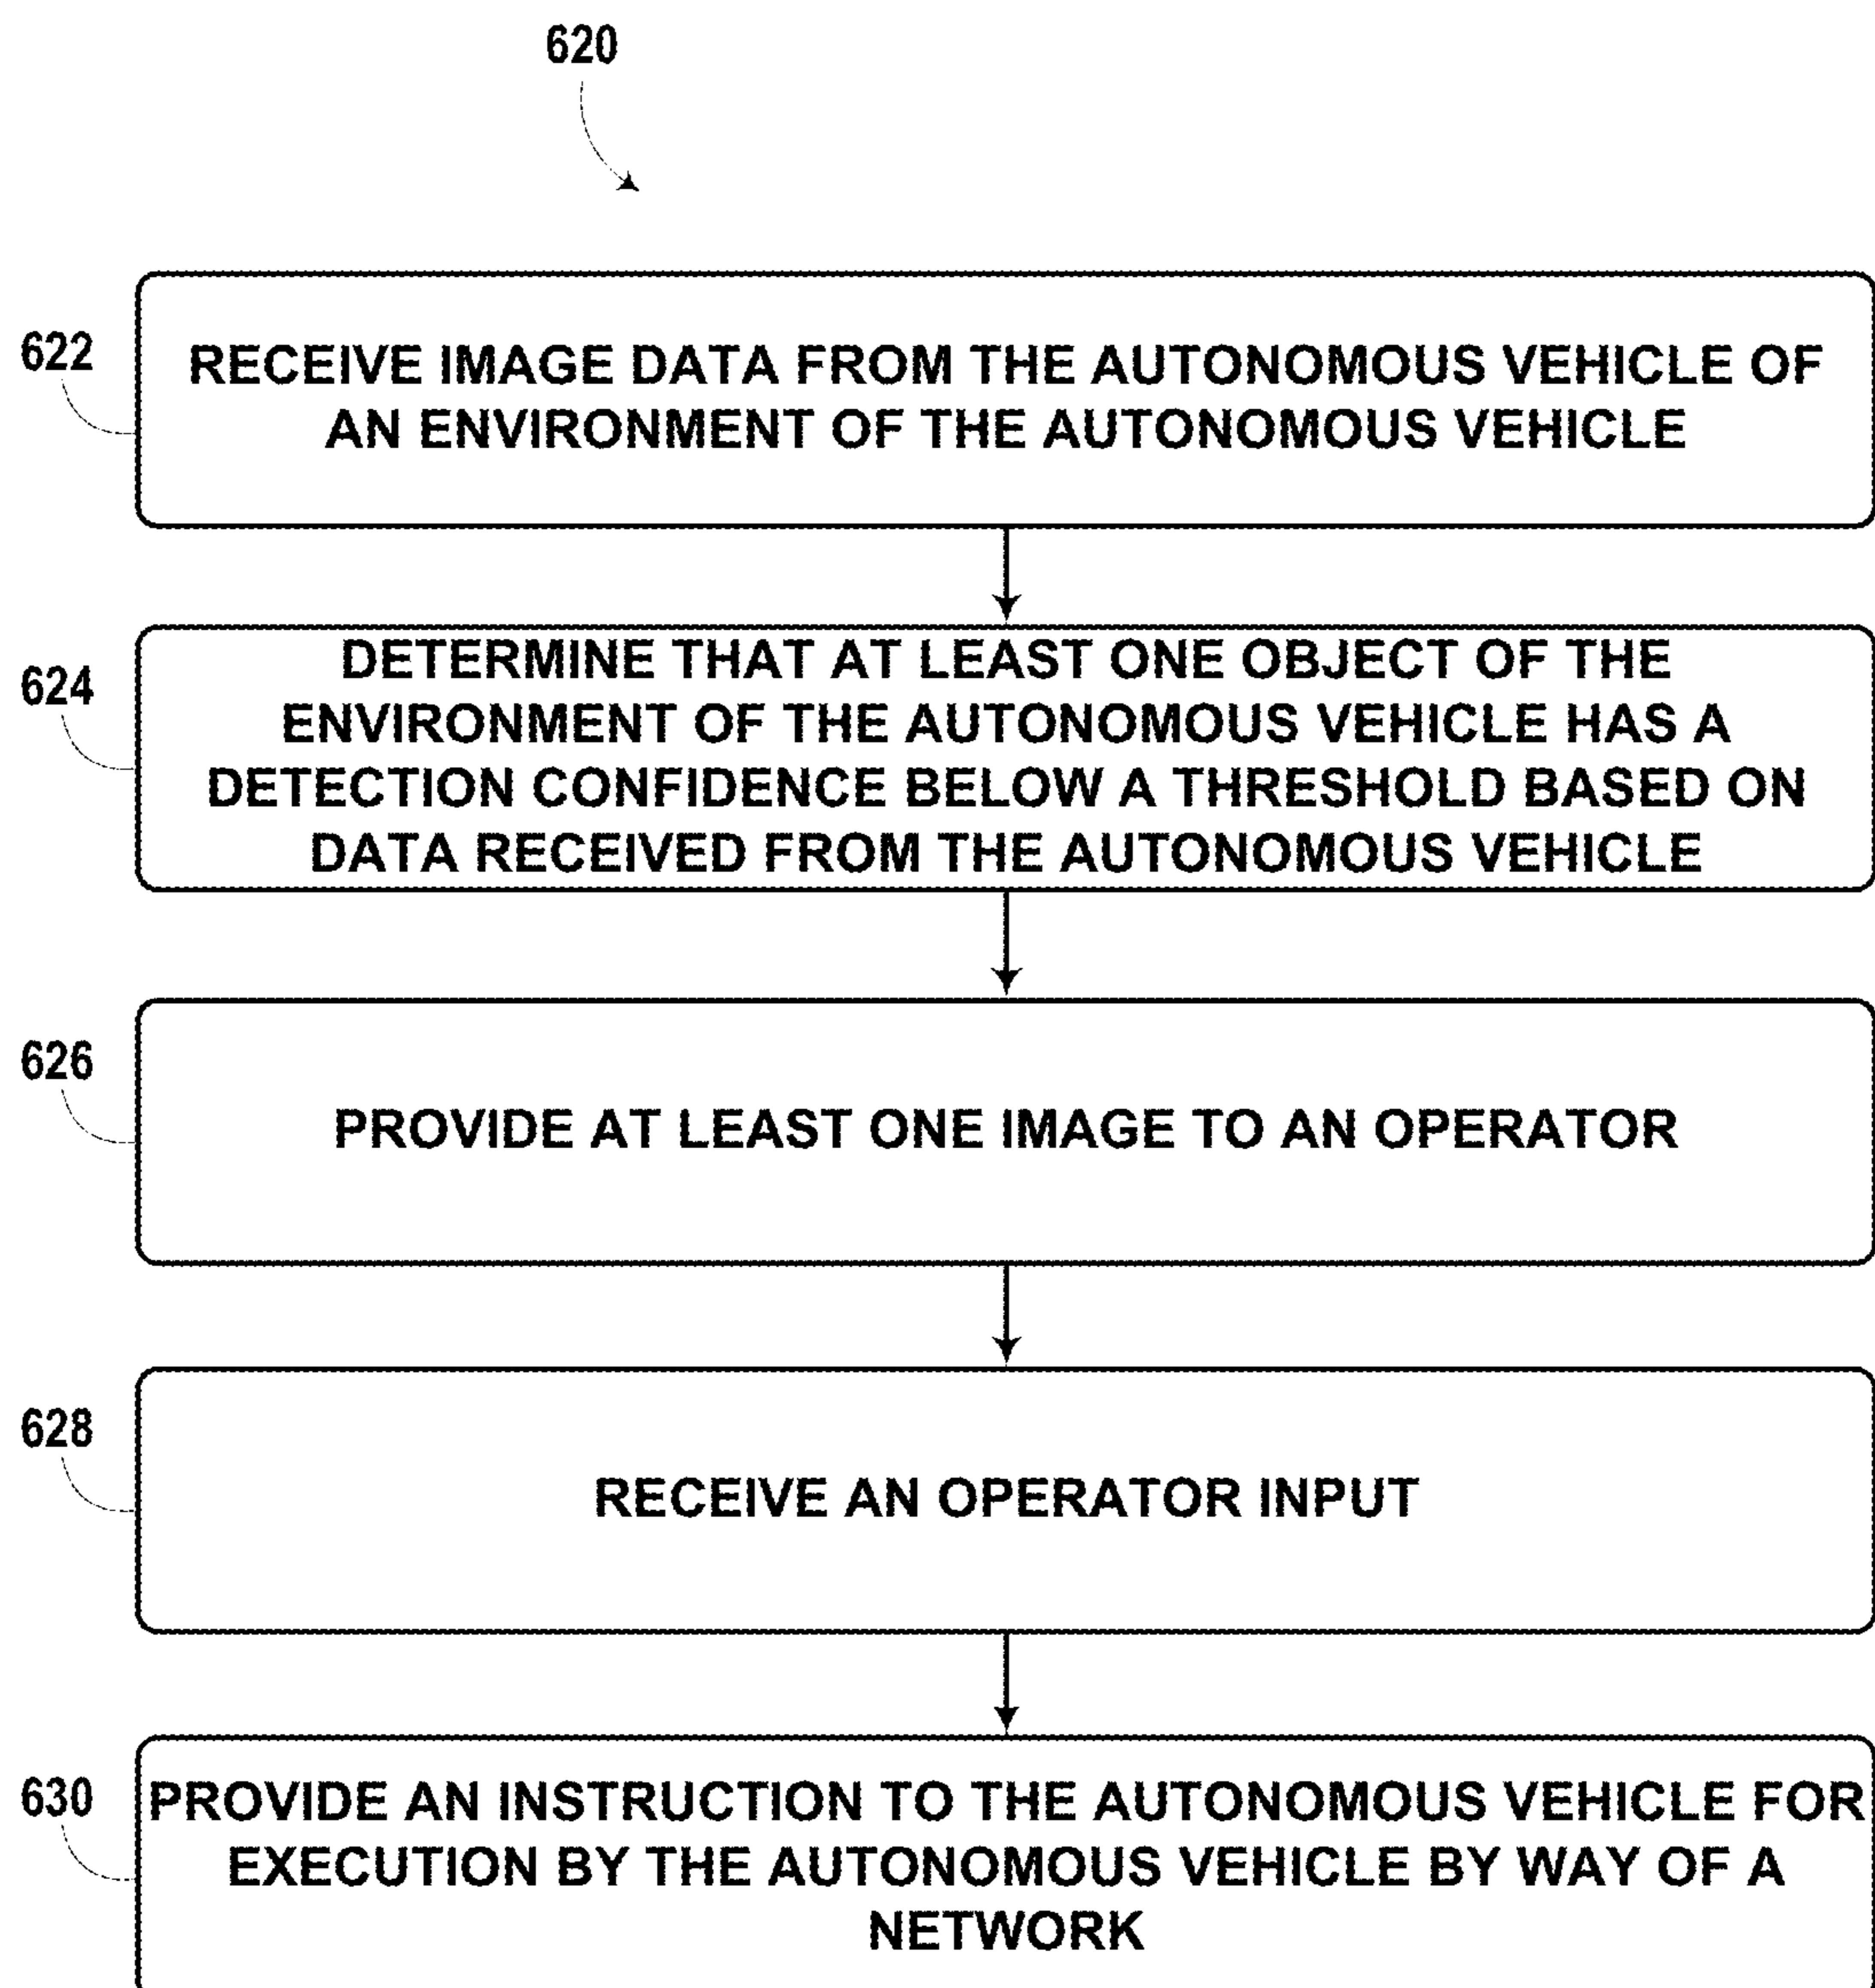 620
622
RECEIVE IMAGE DATA FROM THE AUTONOMOUS VEHICLE OF
AN ENVIRONMENT OF THE AUTONOMOUS VEHICLE
624
DETERMINE THAT AT LEAST ONE OBJECT OF THE
ENVIRONMENT OF THE AUTONOMOUS VEHICLE HAS A
DETECTION CONFIDENCE BELOW A THRESHOLD BASED ON
DATA RECEIVED FROM THE AUTONOMOUS VEHICLE
626
PROVIDE AT LEAST ONE IMAGE TO AN OPERATOR
628
RECEIVE AN OPERATOR INPUT
630
PROVIDE AN INSTRUCTION TO THE AUTONOMOUS VEHICLE FOR
EXECUTION BY THE AUTONOMOUS VEHICLE BY WAY OF A
NETWORK